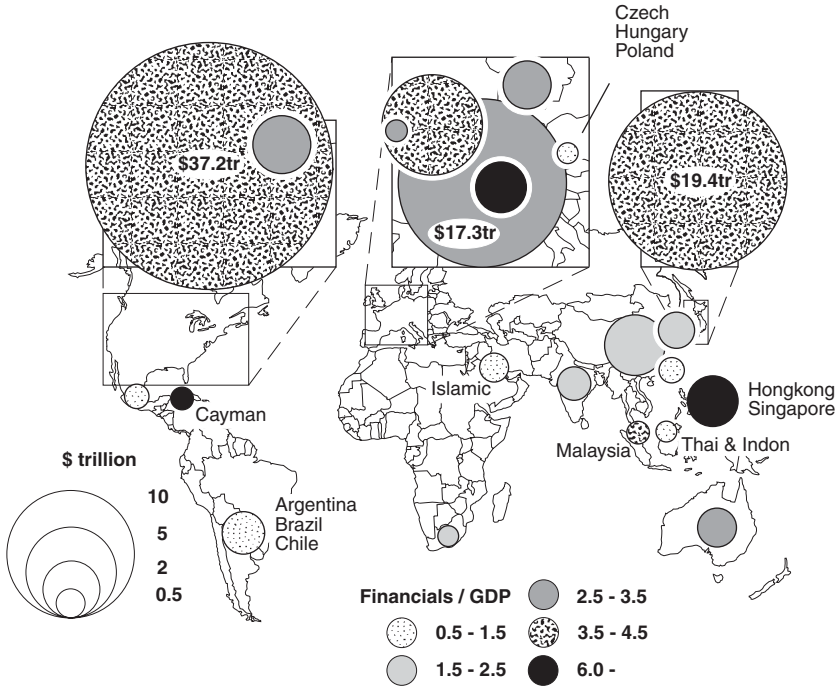 Czech
Hungary
Poland
$37.2tr
$19.4tr
$17.3tr
Islamic
Hongkong
Singapore
Cayman
Malaysia
Thai & Indon
$ trillion
10
5
2
0.5
Argentina
Brazil
Chile
Financials / GDP
0.5 - 1.5
1.5 - 2.5
2.5 - 3.5
3.5 - 4.5
6.0 -